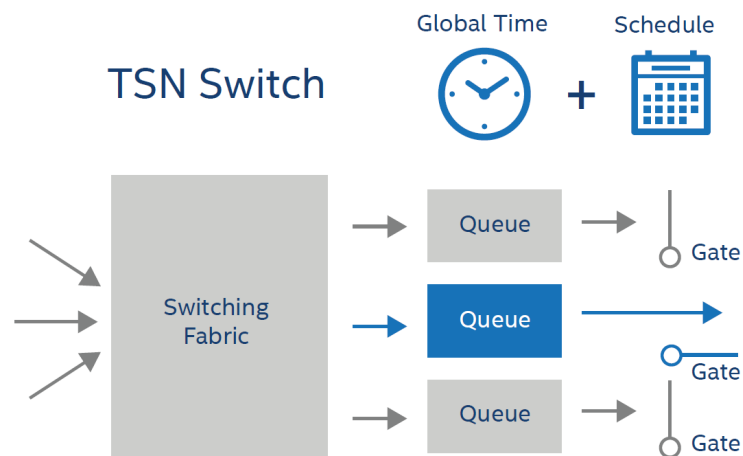 Global Time
Schedule
TSN Switch
Queue
Gate
Switching
Fabric
Queue
Gate
Queue
Gate